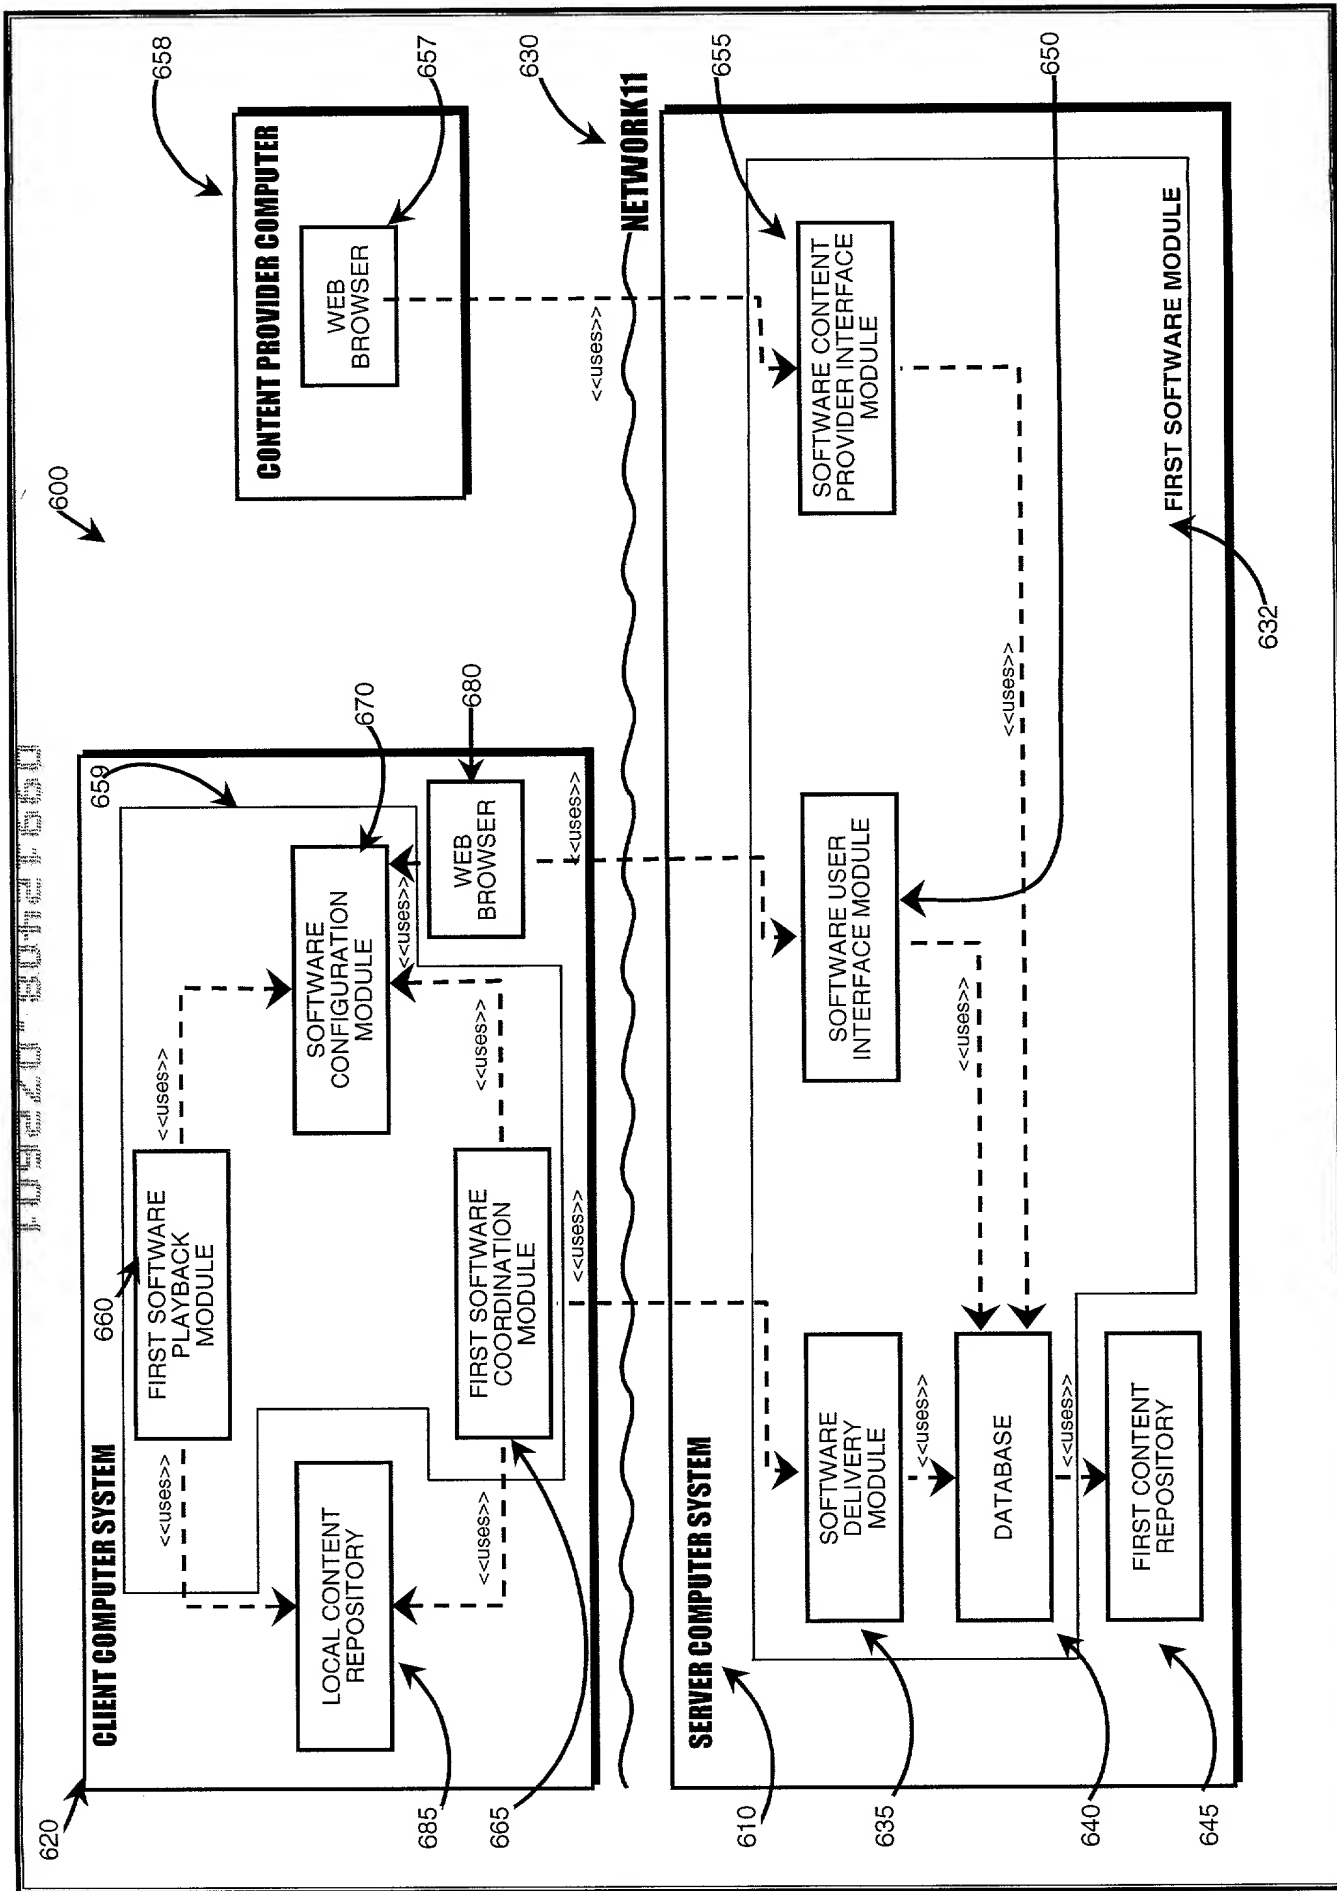 600
620
CLIENT COMPUTER SYSTEM
659
660
FIRST SOFTWARE
PLAYBACK
MODULE
<<uses>>
<<uses>>
LOCAL CONTENT
REPOSITORY
685
SOFTWARE
CONFIGURATION
MODULE
670
<<uses>>
WEB
BROWSER
680
FIRST SOFTWARE
COORDINATION
MODULE
665
<<uses>>
<<uses>>
<<uses>>
<<uses>>
658
CONTENT PROVIDER COMPUTER
WEB
BROWSER
657
<<uses>>
630
NETWORK11
SERVER COMPUTER SYSTEM
610
SOFTWARE
DELIVERY
MODULE
635
<<uses>>
DATABASE
640
<<uses>>
FIRST CONTENT
REPOSITORY
645
SOFTWARE USER
INTERFACE MODULE
650
<<uses>>
SOFTWARE CONTENT
PROVIDER INTERFACE
MODULE
655
<<uses>>
FIRST SOFTWARE MODULE
632